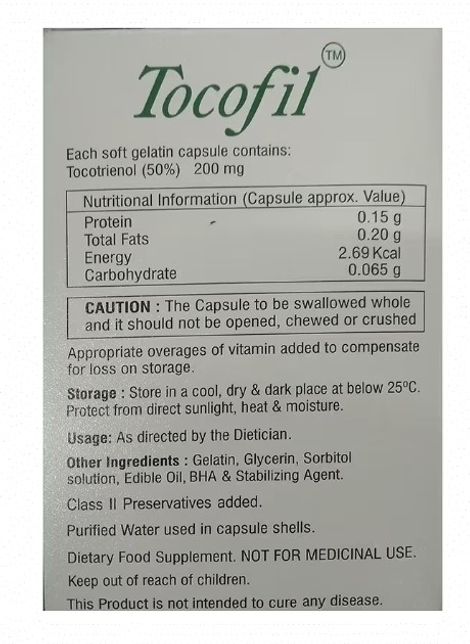 Tocofil TM
Each soft gelatin capsule contains:
Tocotrienol (50%) 200 mg
Nutritional Information (Capsule approx. Value)
Protein 0.15 g
Total Fats 0.20 g
Energy 2.69 Kcal
Carbohydrate 0.065 g
CAUTION : The Capsule to be swallowed whole
and it should not be opened, chewed or crushed
Appropriate overages of vitamin added to compensate
for loss on storage.
Storage : Store in a cool, dry & dark place at below 25ºC.
Protect from direct sunlight, heat & moisture.
Usage: As directed by the Dietician.
Other Ingredients : Gelatin, Glycerin, Sorbitol
solution, Edible Oil, BHA & Stabilizing Agent.
Class II Preservatives added.
Purified Water used in capsule shells.
Dietary Food Supplement. NOT FOR MEDICINAL USE.
Keep out of reach of children.
This Product is not intended to cure any disease.